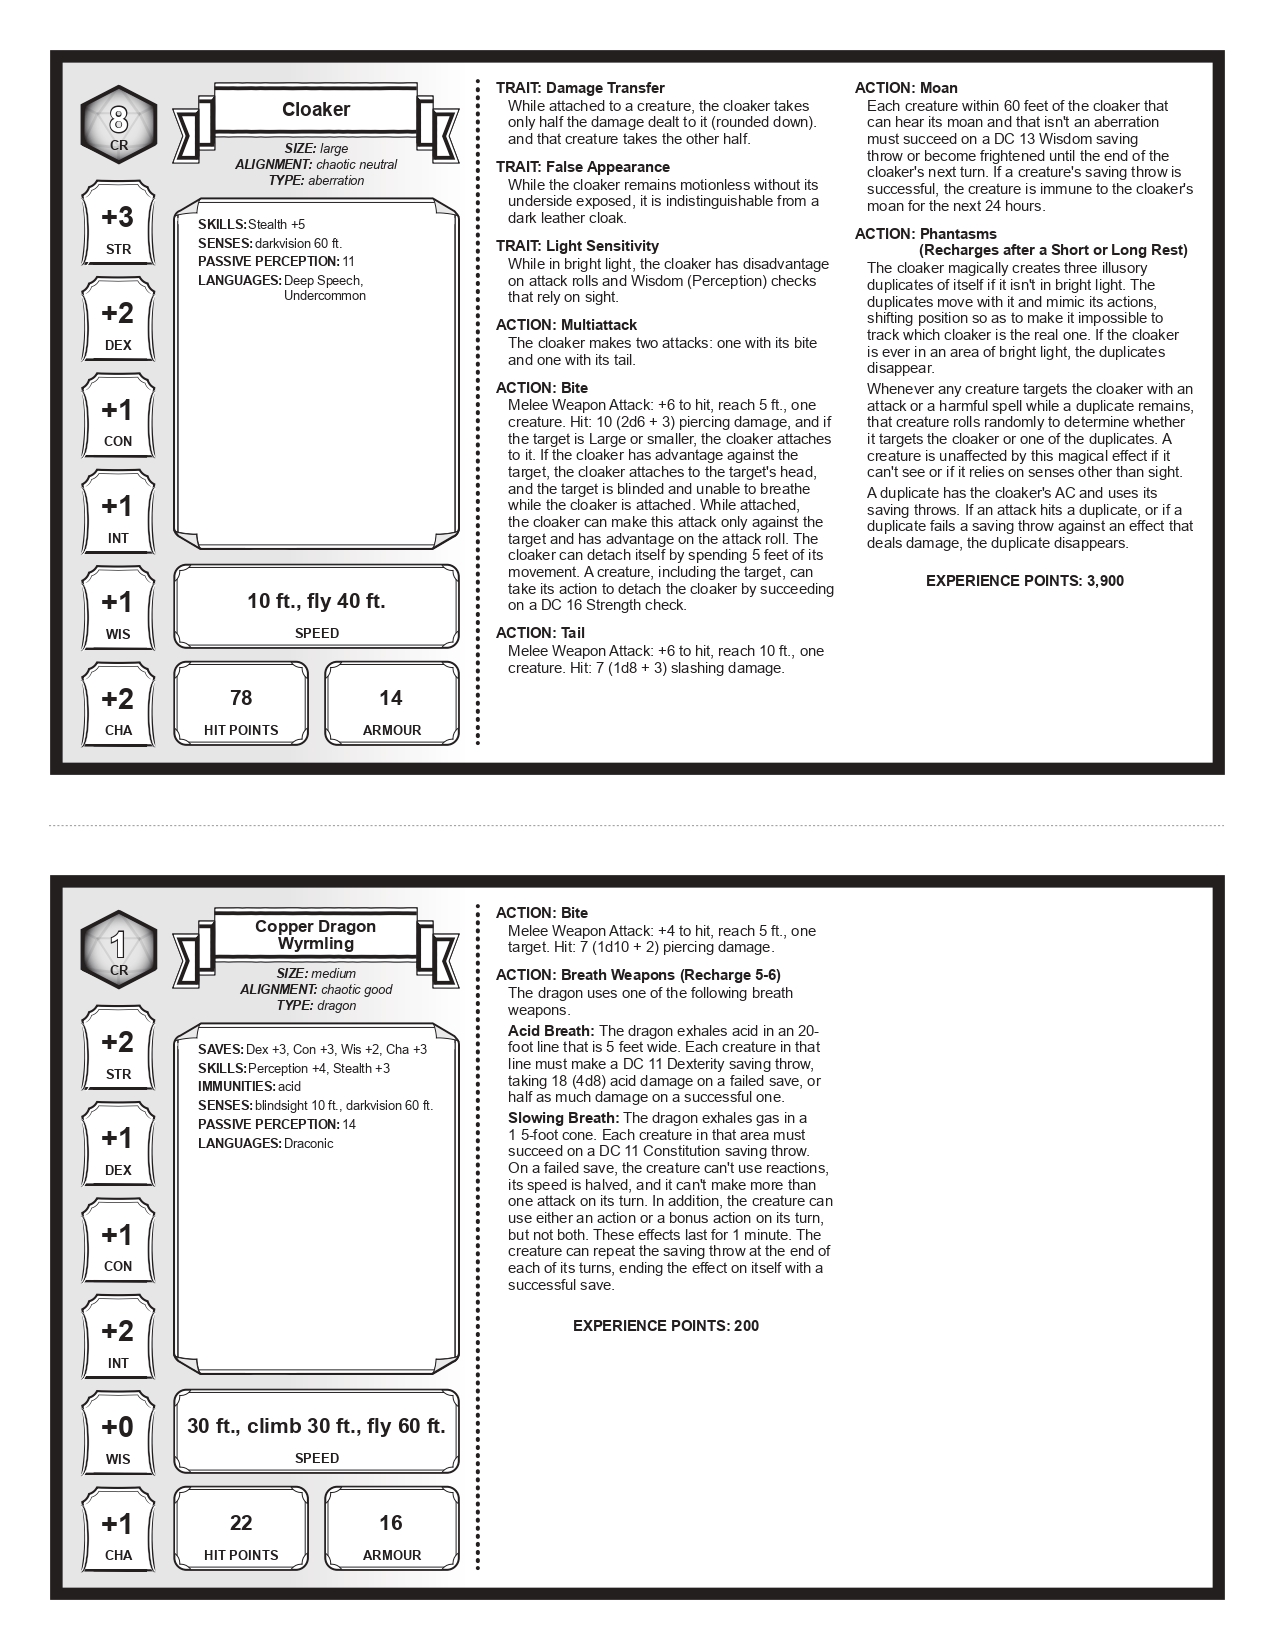 8
CR
Cloaker
SIZE: large
ALIGNMENT: chaotic neutral
TYPE: aberration
+3
STR
+2
DEX
+1
CON
+1
INT
+1
WIS
+2
CHA
SKILLS: Stealth +5
SENSES: darkvision 60 ft.
PASSIVE PERCEPTION: 11
LANGUAGES: Deep Speech,
Undercommon
10 ft., fly 40 ft.
SPEED
78
HIT POINTS
14
ARMOUR
TRAIT: Damage Transfer
While attached to a creature, the cloaker takes
only half the damage dealt to it (rounded down).
and that creature takes the other half.
TRAIT: False Appearance
While the cloaker remains motionless without its
underside exposed, it is indistinguishable from a
dark leather cloak.
TRAIT: Light Sensitivity
While in bright light, the cloaker has disadvantage
on attack rolls and Wisdom (Perception) checks
that rely on sight.
ACTION: Multiattack
The cloaker makes two attacks: one with its bite
and one with its tail.
ACTION: Bite
Melee Weapon Attack: +6 to hit, reach 5 ft., one
creature. Hit: 10 (2d6 + 3) piercing damage, and if
the target is Large or smaller, the cloaker attaches
to it. If the cloaker has advantage against the
target, the cloaker attaches to the target's head,
and the target is blinded and unable to breathe
while the cloaker is attached. While attached,
the cloaker can make this attack only against the
target and has advantage on the attack roll. The
cloaker can detach itself by spending 5 feet of its
movement. A creature, including the target, can
take its action to detach the cloaker by succeeding
on a DC 16 Strength check.
ACTION: Tail
Melee Weapon Attack: +6 to hit, reach 10 ft., one
creature. Hit: 7 (1d8 + 3) slashing damage.
ACTION: Moan
Each creature within 60 feet of the cloaker that
can hear its moan and that isn't an aberration
must succeed on a DC 13 Wisdom saving
throw or become frightened until the end of the
cloaker's next turn. If a creature's saving throw is
successful, the creature is immune to the cloaker's
moan for the next 24 hours.
ACTION: Phantasms
(Recharges after a Short or Long Rest)
The cloaker magically creates three illusory
duplicates of itself if it isn't in bright light. The
duplicates move with it and mimic its actions,
shifting position so as to make it impossible to
track which cloaker is the real one. If the cloaker
is ever in an area of bright light, the duplicates
disappear.
Whenever any creature targets the cloaker with an
attack or a harmful spell while a duplicate remains,
that creature rolls randomly to determine whether
it targets the cloaker or one of the duplicates. A
creature is unaffected by this magical effect if it
can't see or if it relies on senses other than sight.
A duplicate has the cloaker's AC and uses its
saving throws. If an attack hits a duplicate, or if a
duplicate fails a saving throw against an effect that
deals damage, the duplicate disappears.
EXPERIENCE POINTS: 3,900
1
CR
Copper Dragon
Wyrmling
SIZE: medium
ALIGNMENT: chaotic good
TYPE: dragon
+2
STR
+1
DEX
+1
CON
+2
INT
+0
WIS
+1
CHA
SAVES: Dex +3, Con +3, Wis +2, Cha +3
SKILLS: Perception +4, Stealth +3
IMMUNITIES: acid
SENSES: blindsight 10 ft., darkvision 60 ft.
PASSIVE PERCEPTION: 14
LANGUAGES: Draconic
30 ft., climb 30 ft., fly 60 ft.
SPEED
22
HIT POINTS
16
ARMOUR
ACTION: Bite
Melee Weapon Attack: +4 to hit, reach 5 ft., one
target. Hit: 7 (1d10 + 2) piercing damage.
ACTION: Breath Weapons (Recharge 5-6)
The dragon uses one of the following breath
weapons.
Acid Breath: The dragon exhales acid in an 20-
foot line that is 5 feet wide. Each creature in that
line must make a DC 11 Dexterity saving throw,
taking 18 (4d8) acid damage on a failed save, or
half as much damage on a successful one.
Slowing Breath: The dragon exhales gas in a
1 5-foot cone. Each creature in that area must
succeed on a DC 11 Constitution saving throw.
On a failed save, the creature can't use reactions,
its speed is halved, and it can't make more than
one attack on its turn. In addition, the creature can
use either an action or a bonus action on its turn,
but not both. These effects last for 1 minute. The
creature can repeat the saving throw at the end of
each of its turns, ending the effect on itself with a
successful save.
EXPERIENCE POINTS: 200